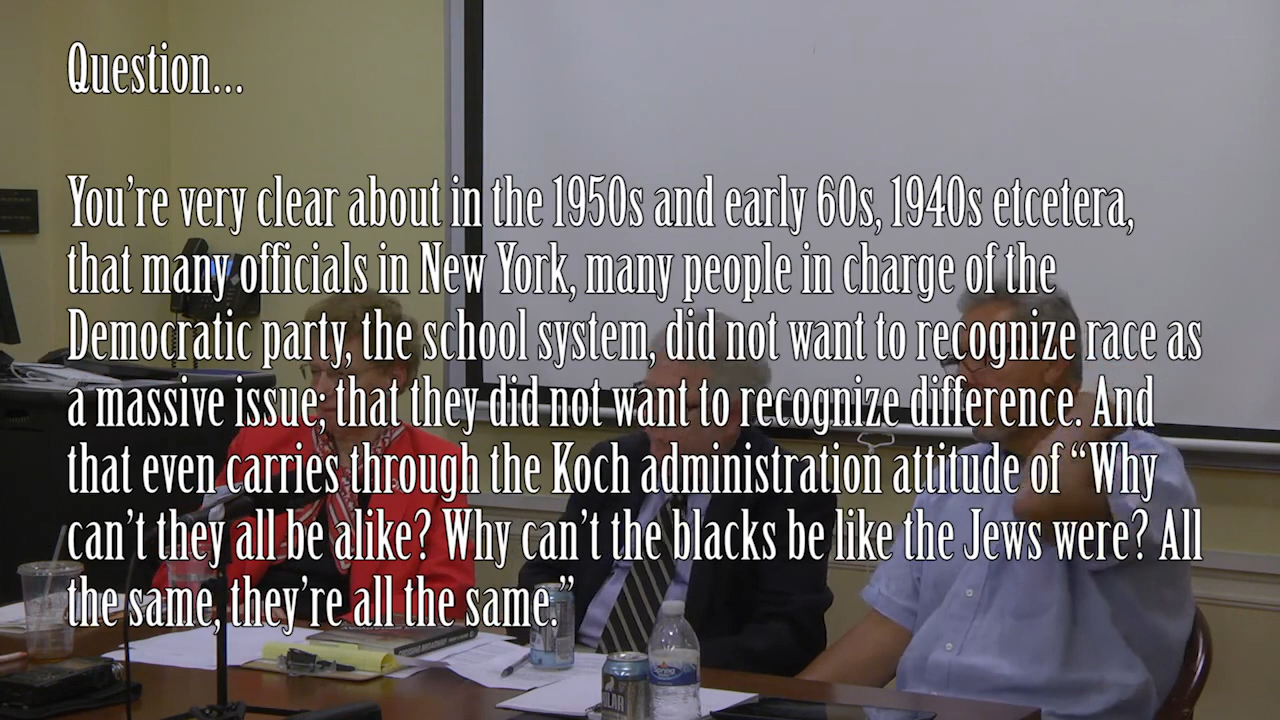 Question...
You're very clear about in the 1950s and early 60s, 1940s etcetera,
that many officials in New York, many people in charge of the
Democratic party, the school system, did not want to recognize race as
a massive issue; that they did not want to recognize difference. And
that even carries through the Koch administration attitude of “Why
can't they all be alike? Why can't the blacks be like the Jews were? All
the same, they're all the same.”